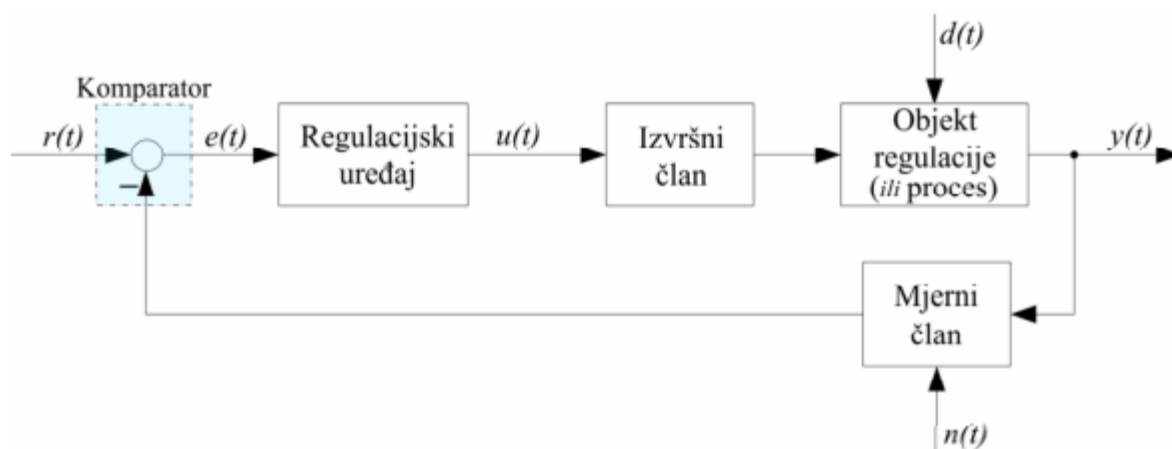 d(t)
Komparator
r(t)
e(t)
Regulacijski
uređaj
u(t)
Izvršni
član
Objekt
regulacije
(ili proces)
y(t)
–
Mjerni
član
n(t)